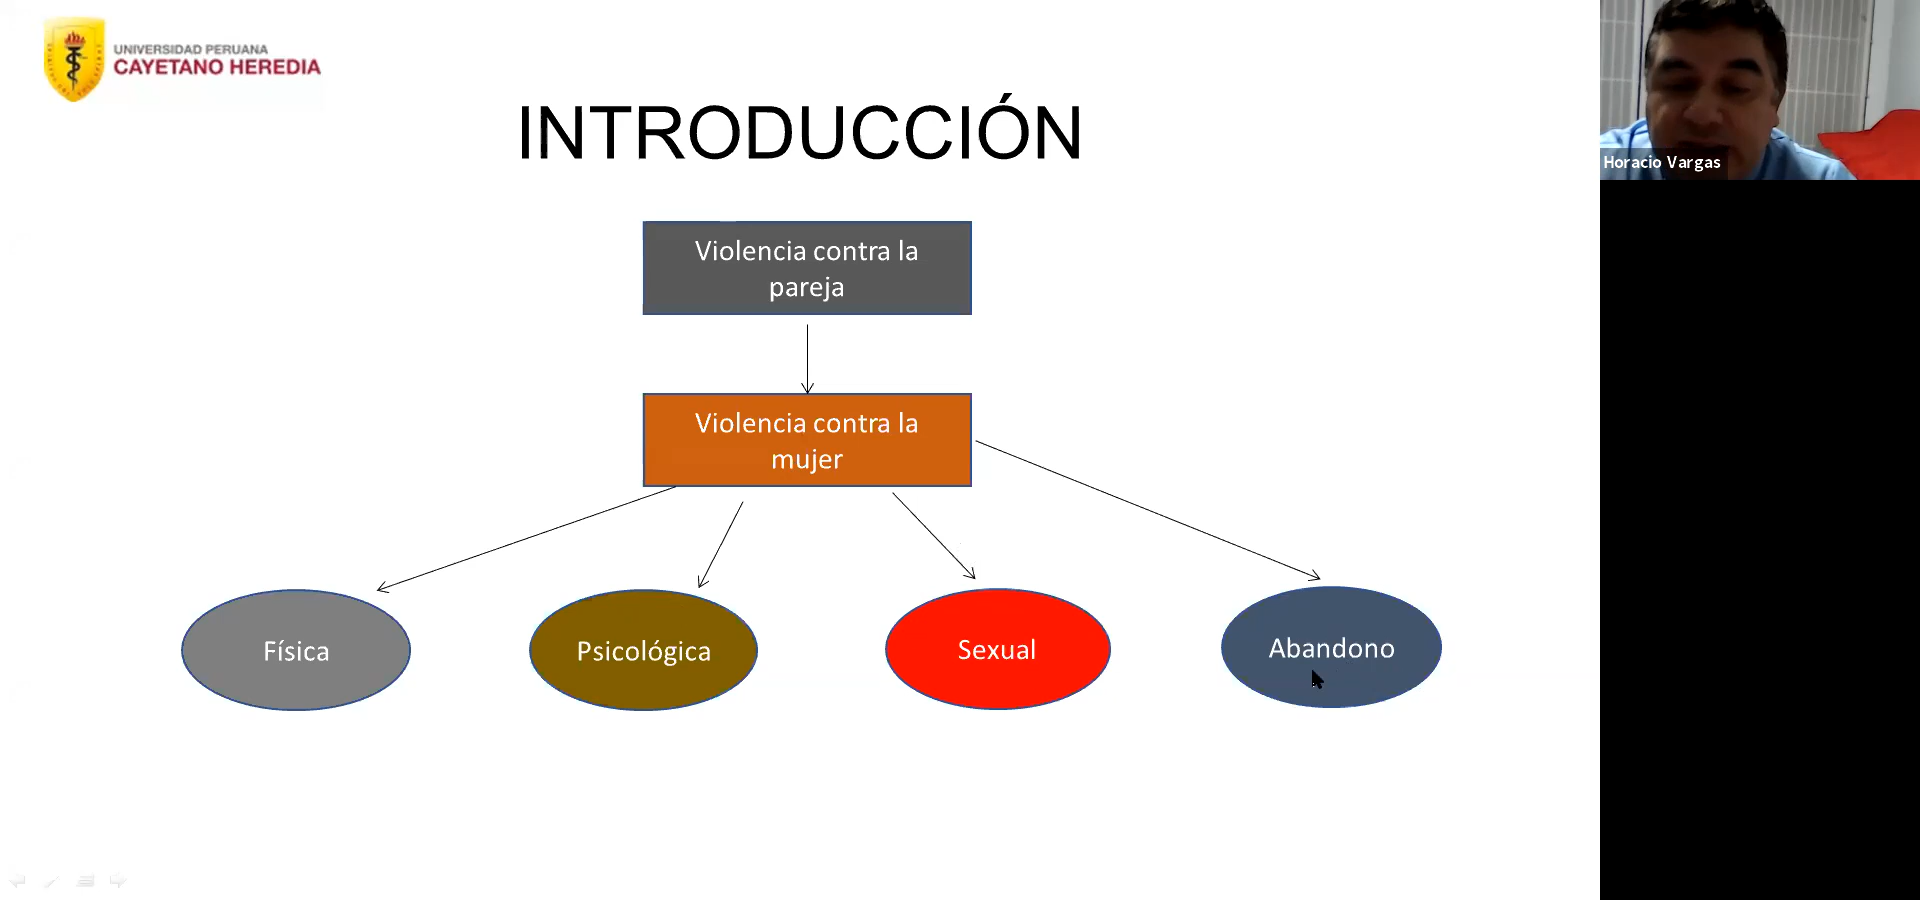 UNIVERSIDAD PERUANA
CAYETANO HEREDIA
INTRODUCCIÓN
Horacio Vargas
Violencia contra la
pareja
Violencia contra la
mujer
Física
Psicológica
Sexual
Abandono